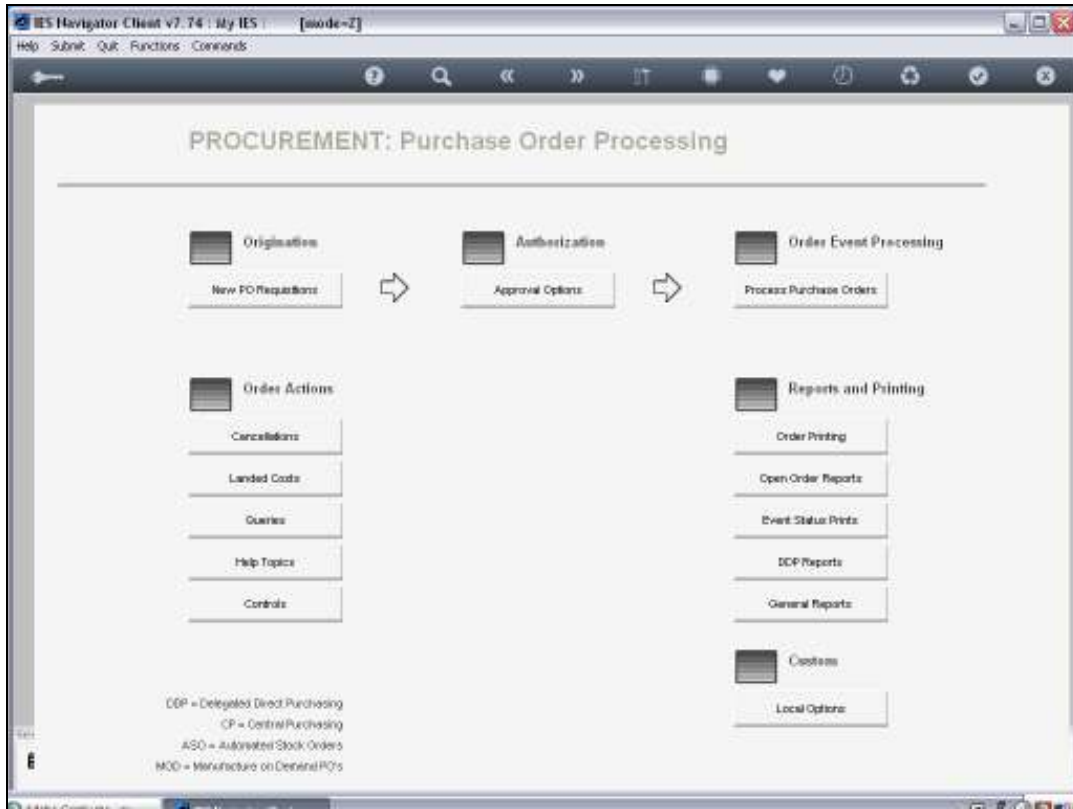 IES Navigator Client v7.74 : My IES : [mode=Z]
Help Submit Quit Functions Commands
PROCUREMENT: Purchase Order Processing
Origination
Authorization
Order Event Processing
New PO Requisitions
Approval Options
Process Purchase Orders
Order Actions
Reports and Printing
Cancellations
Order Printing
Landed Costs
Open Order Reports
Queries
Event Status Prints
Help Topics
DDP Reports
Controls
General Reports
Custom
Local Options
DDP = Delegated Direct Purchasing
CP = Central Purchasing
ASO = Automated Stock Orders
MOD = Manufacture on Demand PO's